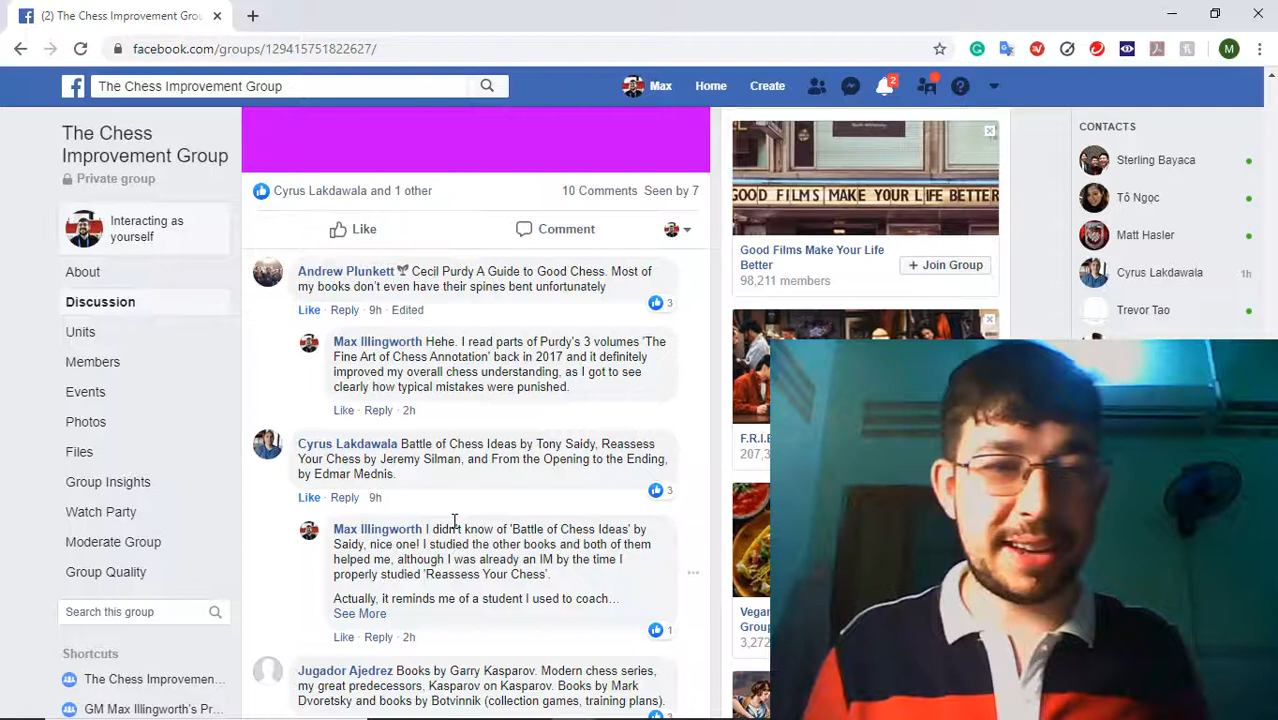 (2) The Chess Improvement Grou
facebook.com/groups/129415751822627/
M
The Chess Improvement Group
Max
Home
Create
2
The Chess
Improvement Group
Private group
Interacting as
yourself
About
Discussion
Units
Members
Events
Photos
Files
Group Insights
Watch Party
Moderate Group
Group Quality
Search this group
Shortcuts
The Chess Improvemen...
GM Max Illingworth's Pr...
Cyrus Lakdawala and 1 other
10 Comments Seen by 7
Like
Comment
Andrew Plunkett Cecil Purdy A Guide to Good Chess. Most of
my books don't even have their spines bent unfortunately
3
Like · Reply · 9h · Edited
Max Illingworth Hehe. I read parts of Purdy's 3 volumes 'The
Fine Art of Chess Annotation' back in 2017 and it definitely
improved my overall chess understanding, as I got to see
clearly how typical mistakes were punished.
Like · Reply · 2h
Cyrus Lakdawala Battle of Chess Ideas by Tony Saidy, Reassess
Your Chess by Jeremy Silman, and From the Opening to the Ending,
by Edmar Mednis.
3
Like · Reply · 9h
Max Illingworth I didn't know of 'Battle of Chess Ideas' by
Saidy, nice one! I studied the other books and both of them
helped me, although I was already an IM by the time I
properly studied 'Reassess Your Chess'.
Actually, it reminds me of a student I used to coach...
See More
1
Like · Reply · 2h
Jugador Ajedrez Books by Garry Kasparov. Modern chess series,
my great predecessors, Kasparov on Kasparov. Books by Mark
Dvoretsky and books by Botvinnik (collection games, training plans).
3
GOOD FILMS MAKE YOUR LIFE BETTER
Good Films Make Your Life
Better
98,211 members
+ Join Group
F.R.I.E
207,3
Vegan
Group
3,272
CONTACTS
Sterling Bayaca
Tô Ngọc
Matt Hasler
Cyrus Lakdawala
1h
Trevor Tao